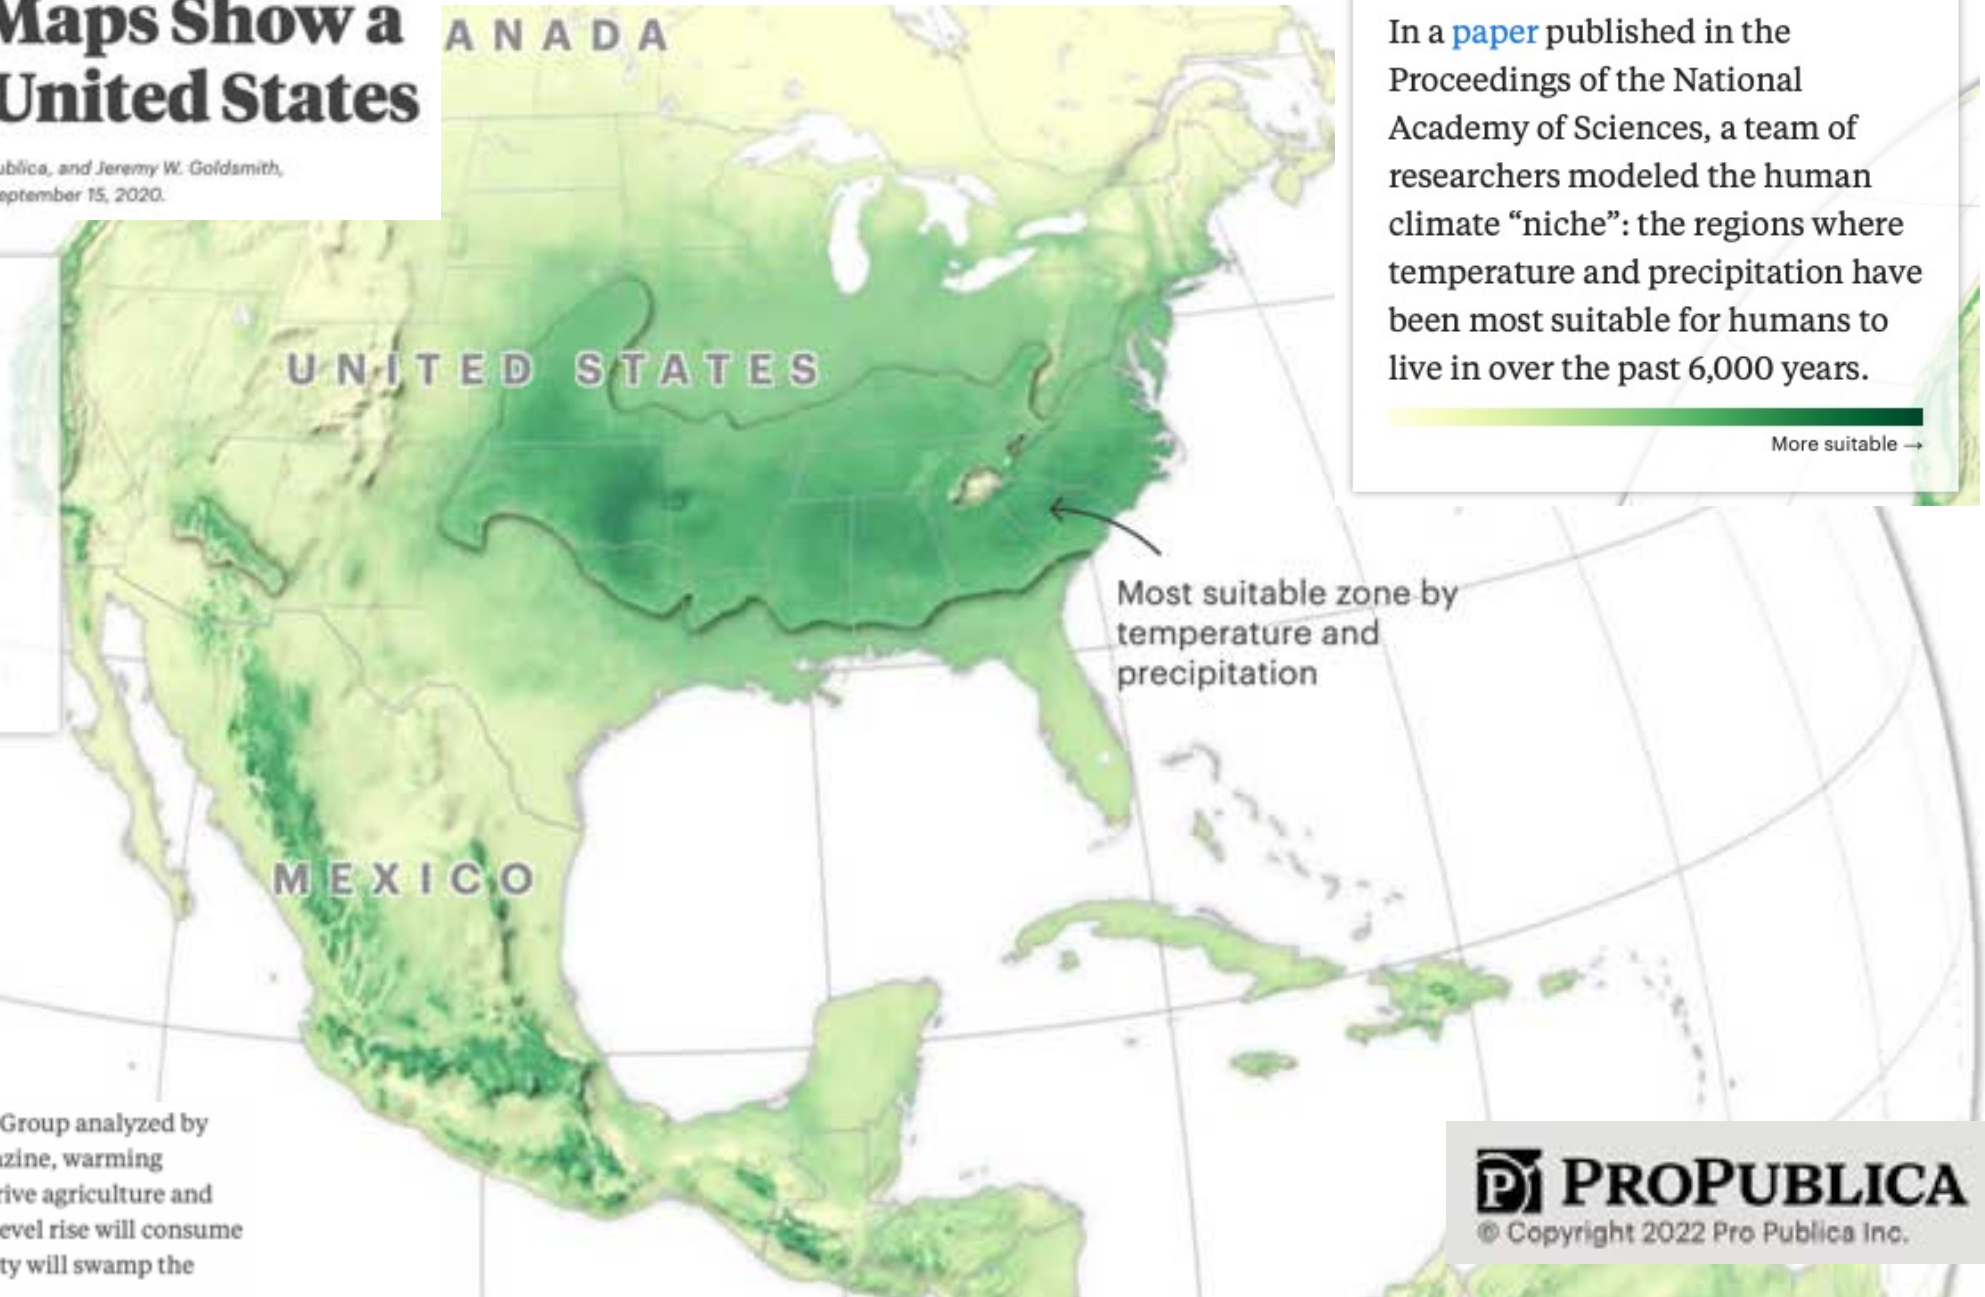 Maps Show a
United States
ublica, and Jeremy W. Goldsmith,
eptember 15, 2020.
ANADA
In a paper published in the
Proceedings of the National
Academy of Sciences, a team of
researchers modeled the human
climate “niche”: the regions where
temperature and precipitation have
been most suitable for humans to
live in over the past 6,000 years.
More suitable →
UNITED STATES
Most suitable zone by
temperature and
precipitation
MEXICO
Group analyzed by
zine, warming
rive agriculture and
evel rise will consume
ty will swamp the
PROPUBLICA
© Copyright 2022 Pro Publica Inc.